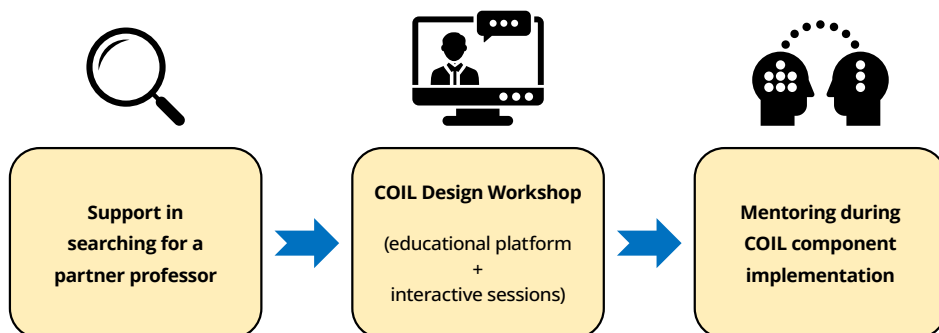 Support in
searching for a
partner professor
COIL Design Workshop
(educational platform
+
interactive sessions)
Mentoring during
COIL component
implementation